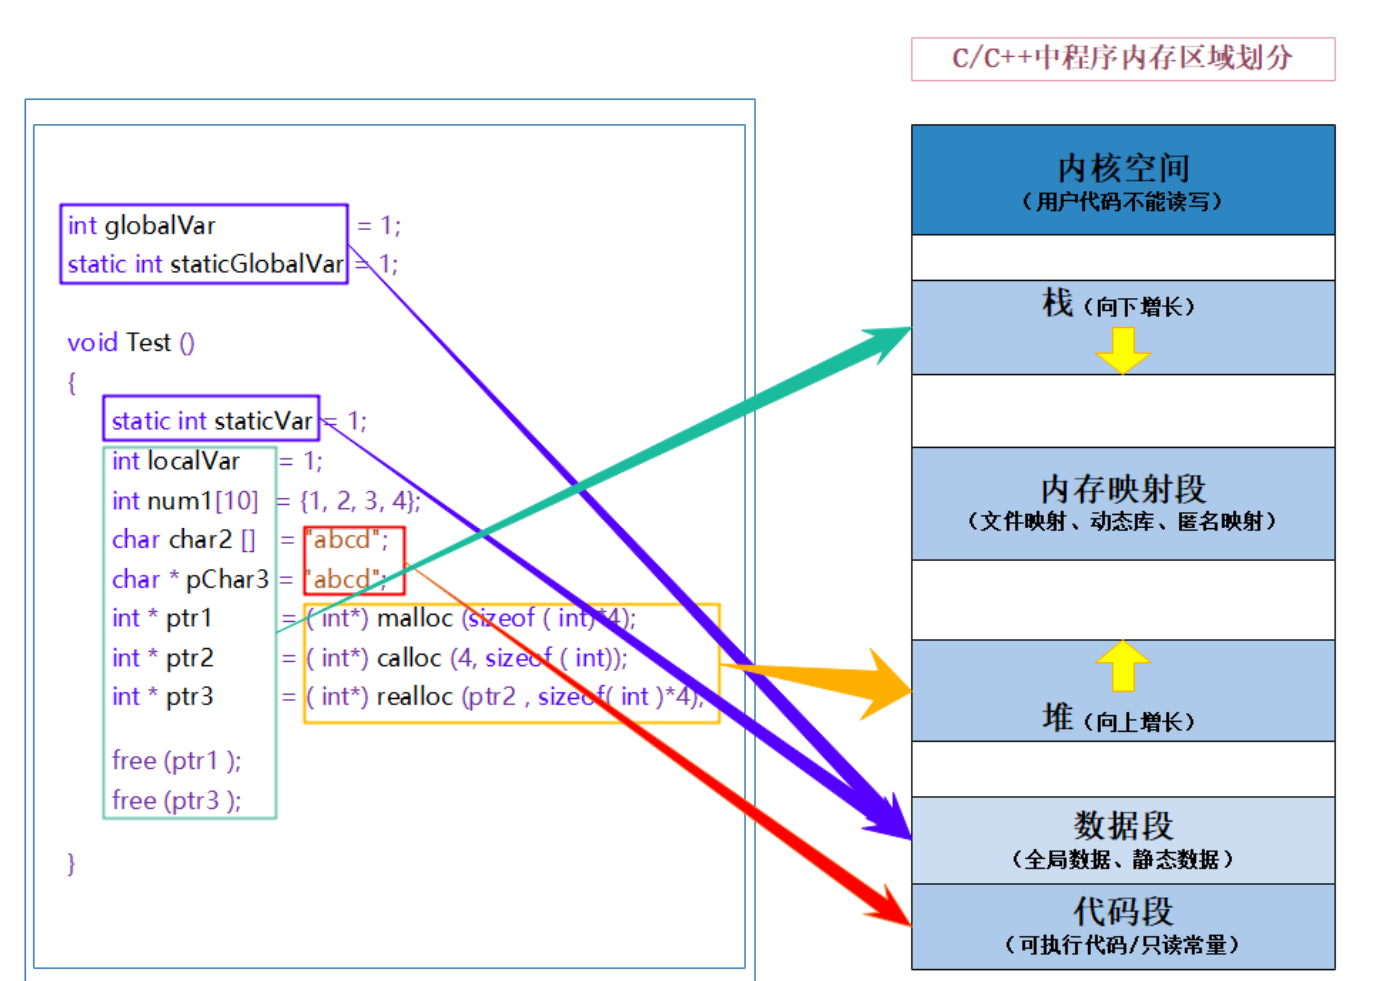 C/C++中程序内存区域划分
int globalVar = 1;
static int staticGlobalVar = 1;
void Test ()
{
static int staticVar = 1;
int localVar = 1;
int num1[10] = {1, 2, 3, 4};
char char2 [] = "abcd";
char * pChar3 = "abcd";
int * ptr1 = ( int*) malloc (sizeof ( int)*4);
int * ptr2 = ( int*) calloc (4, sizeof ( int));
int * ptr3 = ( int*) realloc (ptr2 , sizeof( int )*4);
free (ptr1 );
free (ptr3 );
}
内核空间
（用户代码不能读写）
栈（向下增长）
内存映射段
（文件映射、动态库、匿名映射）
堆（向上增长）
数据段
（全局数据、静态数据）
代码段
（可执行代码/只读常量）